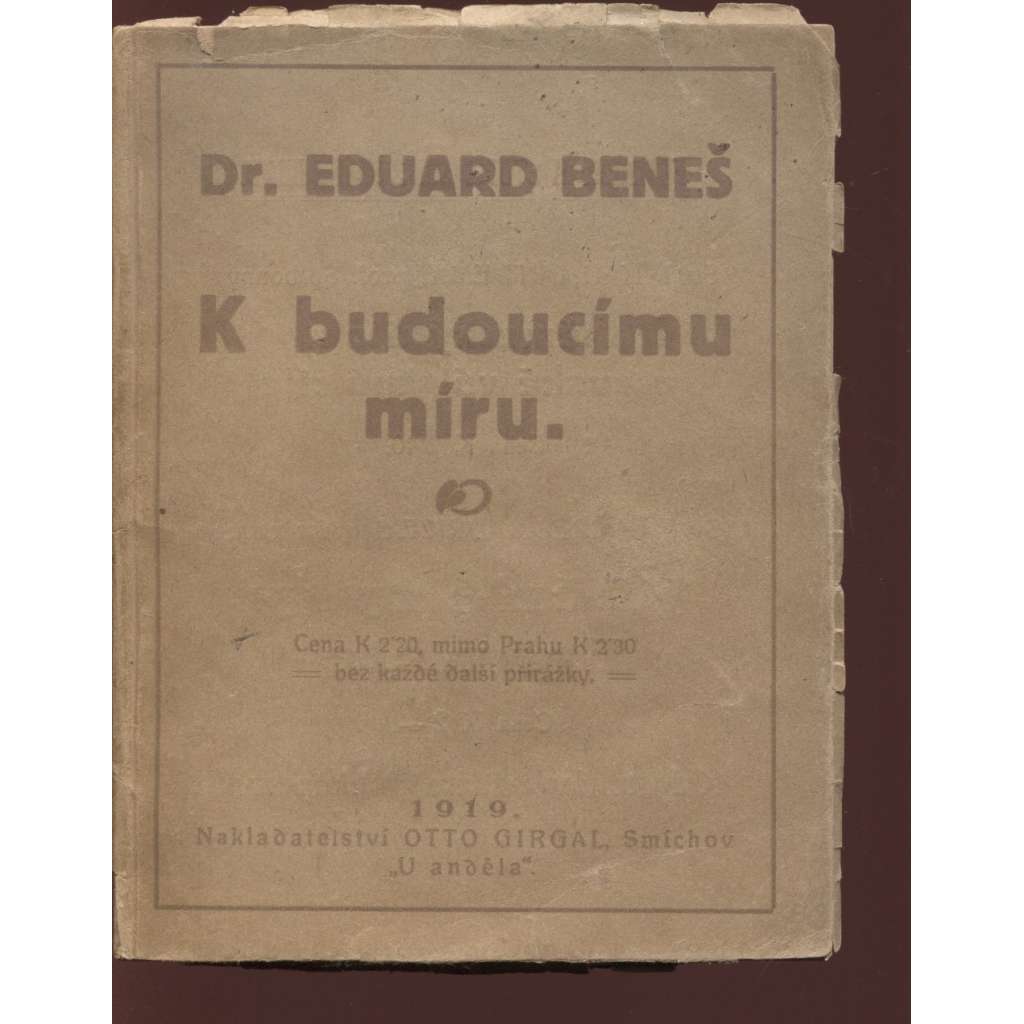 Dr. EDUARD BENEŠ
K budoucímu
míru.
Cena K 2·20, mimo Prahu K 2·30
bez každé další přirážky.
1919.
Nakladatelství OTTO GIRGAL, Smíchov
„U anděla“.